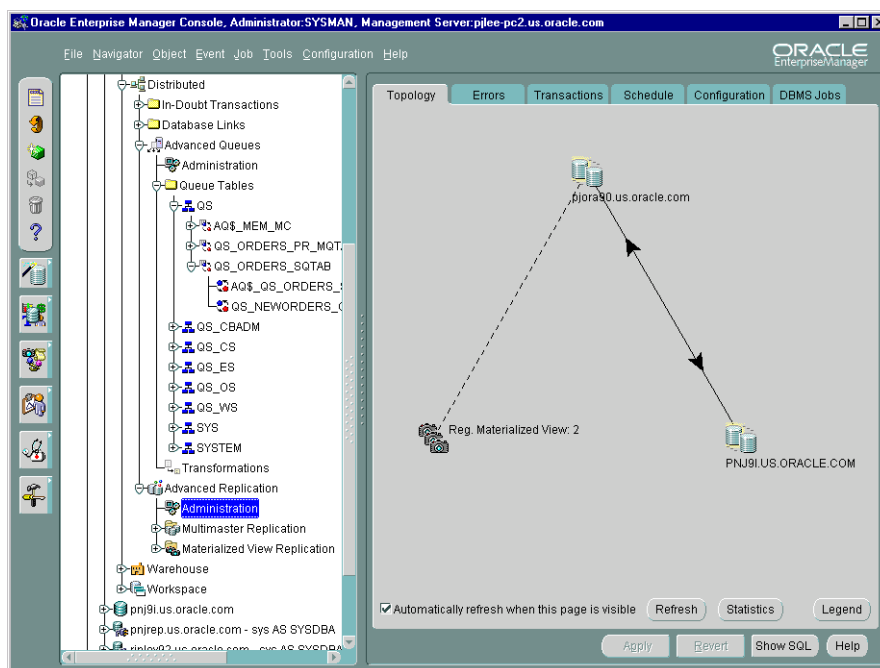 Oracle Enterprise Manager Console, Administrator:SYSMAN, Management Server:pjlee-pc2.us.oracle.com
File Navigator Object Event Job Tools Configuration Help
ORACLE
EnterpriseManager
Distributed
In-Doubt Transactions
Database Links
Advanced Queues
Administration
Queue Tables
QS
AQ$_MEM_MC
QS_ORDERS_PR_MQT
QS_ORDERS_SQTAB
AQ$_QS_ORDERS_
QS_NEWORDERS_
QS_CBADM
QS_CS
QS_ES
QS_OS
QS_WS
SYS
SYSTEM
Transformations
Advanced Replication
Administration
Multimaster Replication
Materialized View Replication
Warehouse
Workspace
pnj9i.us.oracle.com
pnjrep.us.oracle.com - sys AS SYSDBA
Topology Errors Transactions Schedule Configuration DBMS Jobs
pjora90.us.oracle.com
Reg. Materialized View: 2
PNJ9I.US.ORACLE.COM
Automatically refresh when this page is visible Refresh Statistics Legend
Apply Revert Show SQL Help